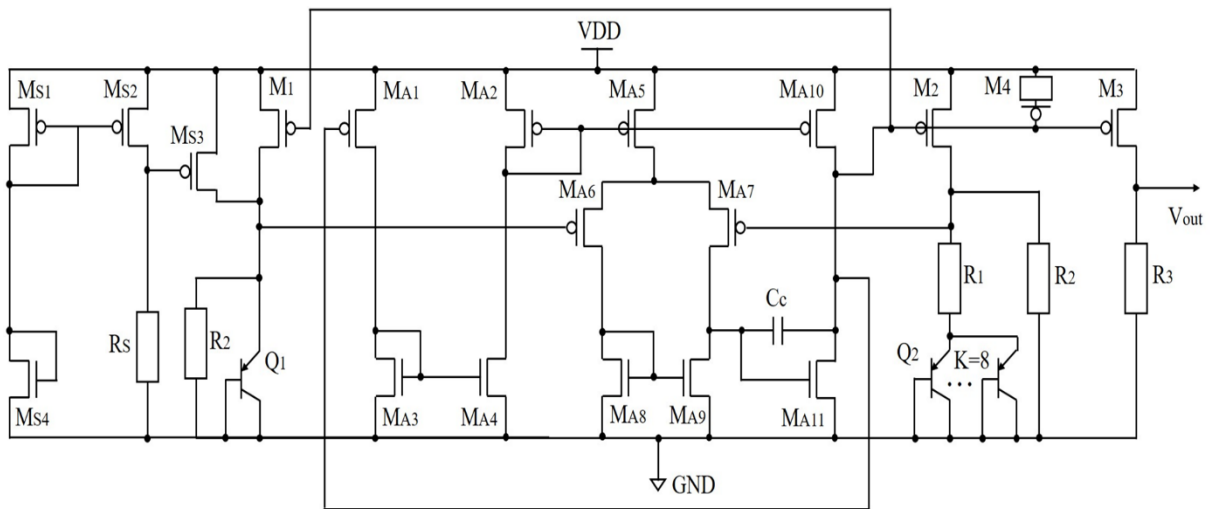 VDD
MS1
MS2
M1
MA1
MA2
MA5
MA10
M2
M4
M3
MS3
MA6
MA7
Vout
R1
R2
R3
Cc
RS
R2
Q1
Q2
K=8
MS4
MA3
MA4
MA8
MA9
MA11
GND